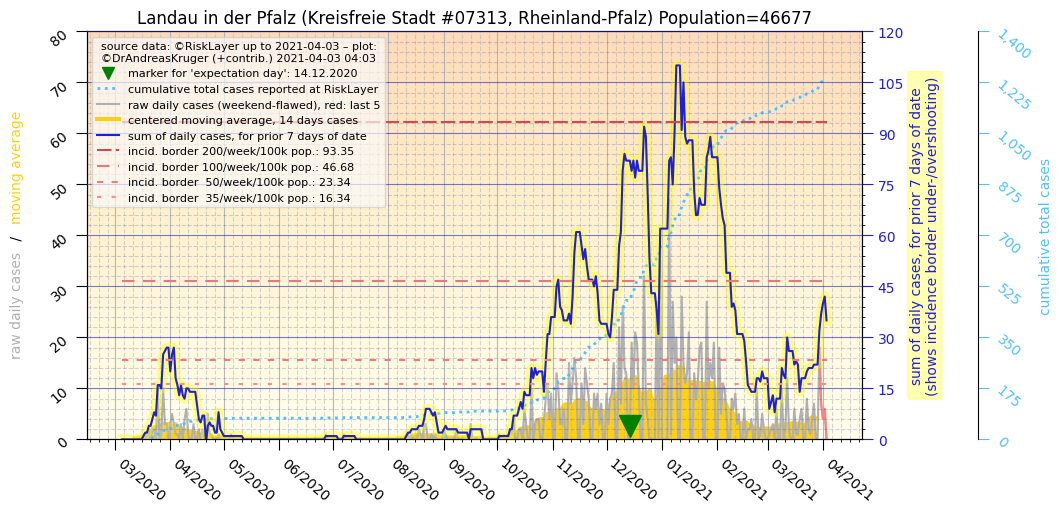 Landau in der Pfalz (Kreisfreie Stadt #07313, Rheinland-Pfalz) Population=46677
source data: ©RiskLayer up to 2021-04-03 – plot:
©DrAndreasKruger (+contrib.) 2021-04-03 04:03
marker for 'expectation day': 14.12.2020
cumulative total cases reported at RiskLayer
raw daily cases (weekend-flawed), red: last 5
centered moving average, 14 days cases
sum of daily cases, for prior 7 days of date
incid. border 200/week/100k pop.: 93.35
incid. border 100/week/100k pop.: 46.68
incid. border  50/week/100k pop.: 23.34
incid. border  35/week/100k pop.: 16.34
raw daily cases / moving average
80
70
60
50
40
30
20
10
0
120
105
90
75
60
45
30
15
0
sum of daily cases, for prior 7 days of date
(shows incidence border under-/overshooting)
1,400
1,225
1,050
875
700
525
350
175
0
cumulative total cases
03/2020
04/2020
05/2020
06/2020
07/2020
08/2020
09/2020
10/2020
11/2020
12/2020
01/2021
02/2021
03/2021
04/2021